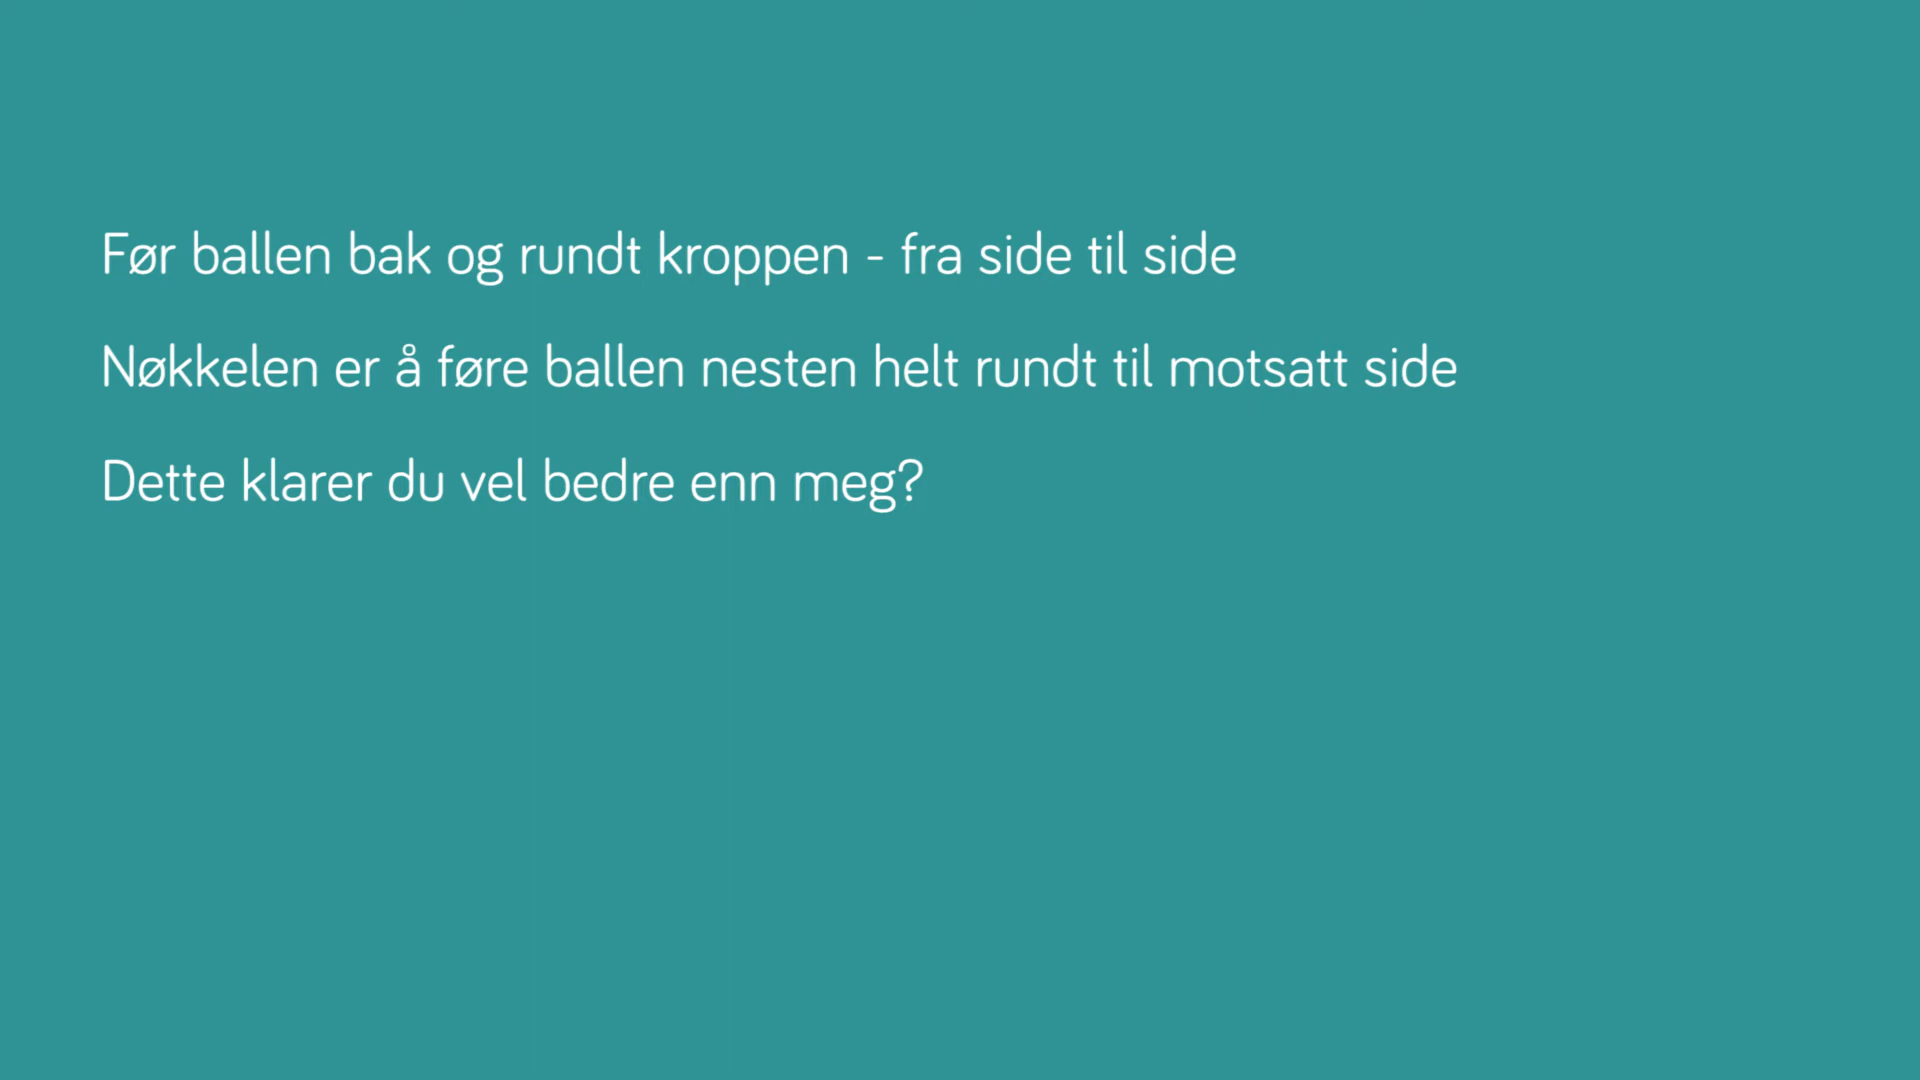 Før ballen bak og rundt kroppen - fra side til side
Nøkkelen er å føre ballen nesten helt rundt til motsatt side
Dette klarer du vel bedre enn meg?